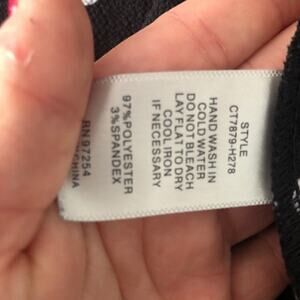 STYLE
CT7879-H278
HAND WASH IN
COLD WATER
DO NOT BLEACH
LAY FLAT TO DRY
COOL IRON
IF NECESSARY
97%POLYESTER
3%SPANDEX
RN 97254
CHINA